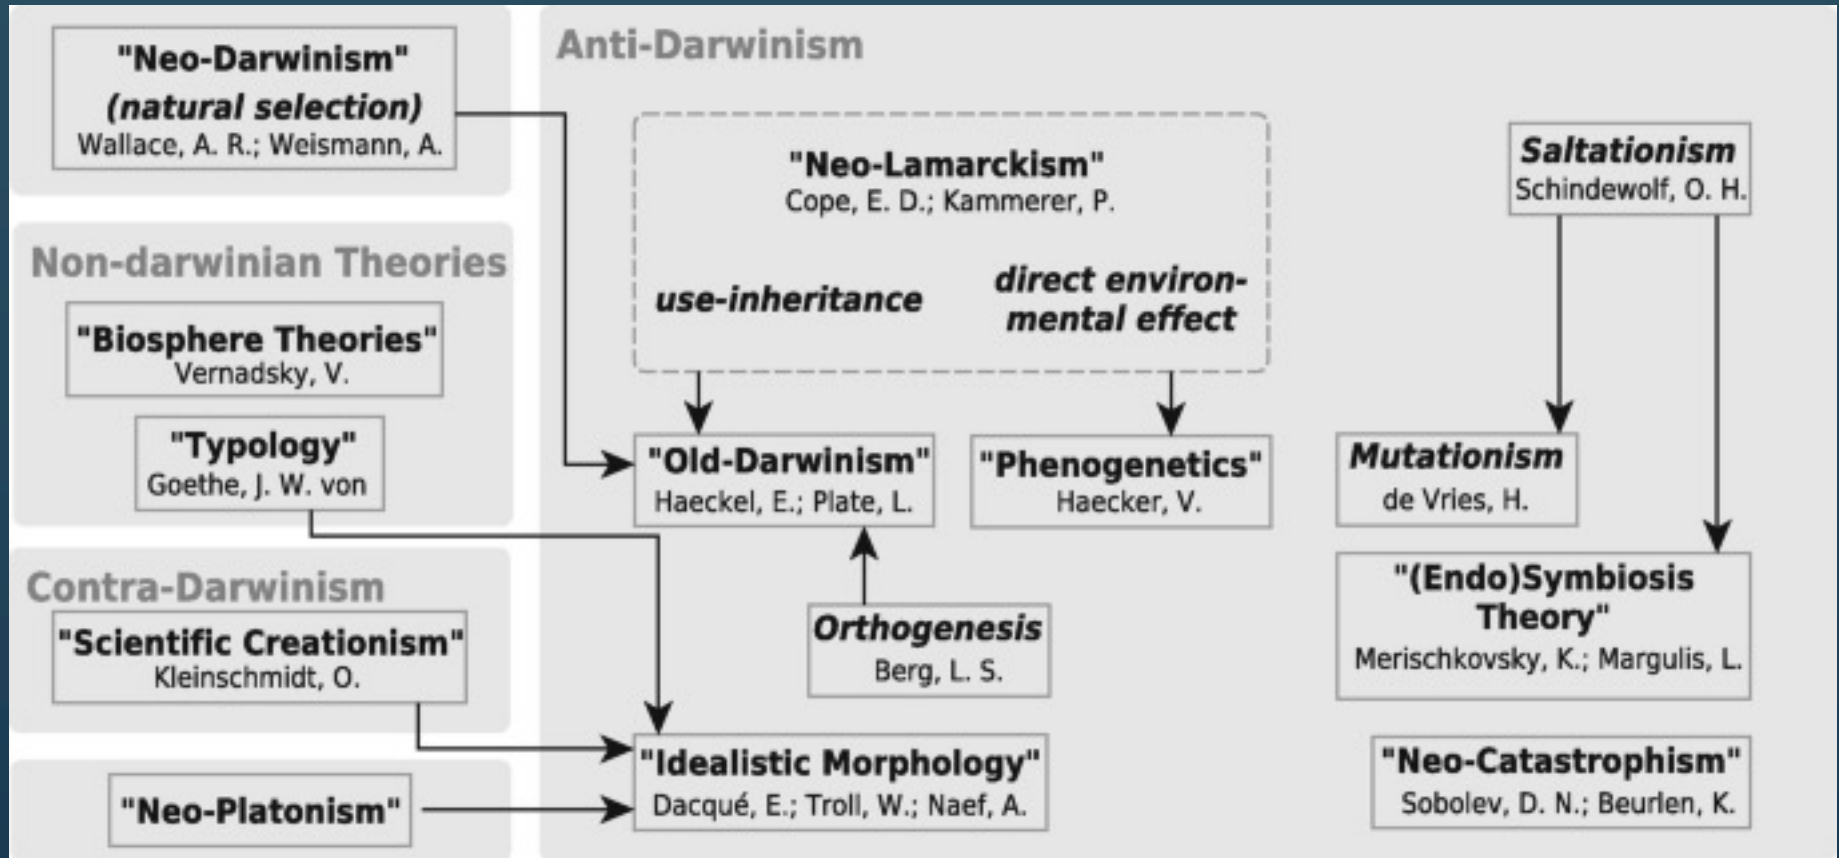 "Neo-Darwinism"
(natural selection)
Wallace, A. R.; Weismann, A.
Non-darwinian Theories
"Biosphere Theories"
Vernadsky, V.
"Typology"
Goethe, J. W. von
Contra-Darwinism
"Scientific Creationism"
Kleinschmidt, O.
"Neo-Platonism"
Anti-Darwinism
"Neo-Lamarckism"
Cope, E. D.; Kammerer, P.
use-inheritance
direct environ-
mental effect
"Old-Darwinism"
Haeckel, E.; Plate, L.
"Phenogenetics"
Haecker, V.
Orthogenesis
Berg, L. S.
"Idealistic Morphology"
Dacqué, E.; Troll, W.; Naef, A.
Saltationism
Schindewolf, O. H.
Mutationism
de Vries, H.
"(Endo)Symbiosis
Theory"
Merischkovsky, K.; Margulis, L.
"Neo-Catastrophism"
Sobolev, D. N.; Beurlen, K.